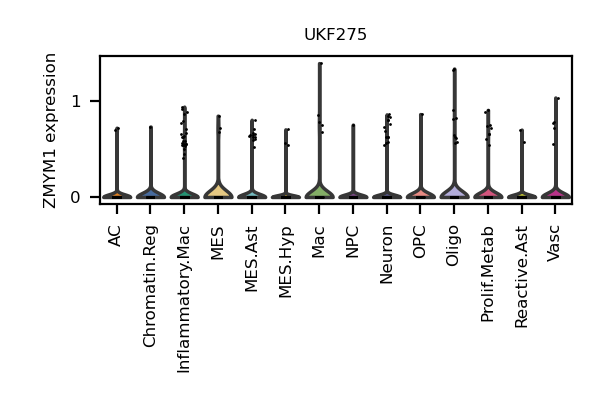 UKF275
ZMYM1 expression
1
0
AC
Chromatin.Reg
Inflammatory.Mac
MES
MES.Ast
MES.Hyp
Mac
NPC
Neuron
OPC
Oligo
Prolif.Metab
Reactive.Ast
Vasc